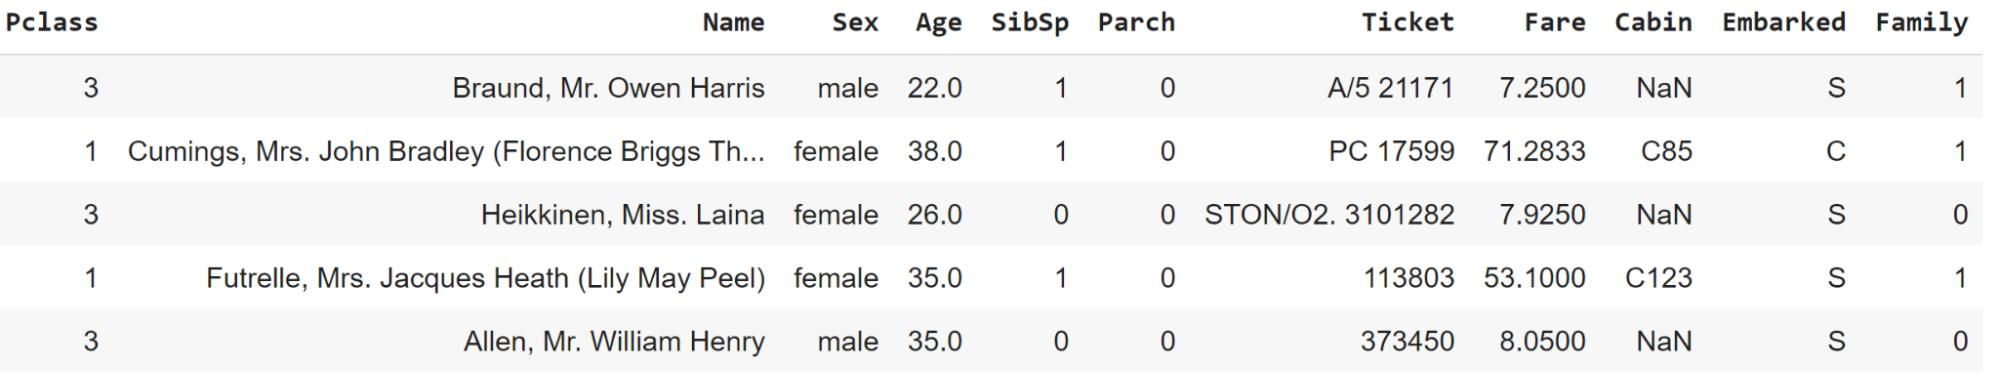 Pclass Name Sex Age SibSp Parch Ticket Fare Cabin Embarked Family
3 Braund, Mr. Owen Harris male 22.0 1 0 A/5 21171 7.2500 NaN S 1
1 Cumings, Mrs. John Bradley (Florence Briggs Th... female 38.0 1 0 PC 17599 71.2833 C85 C 1
3 Heikkinen, Miss. Laina female 26.0 0 0 STON/O2. 3101282 7.9250 NaN S 0
1 Futrelle, Mrs. Jacques Heath (Lily May Peel) female 35.0 1 0 113803 53.1000 C123 S 1
3 Allen, Mr. William Henry male 35.0 0 0 373450 8.0500 NaN S 0